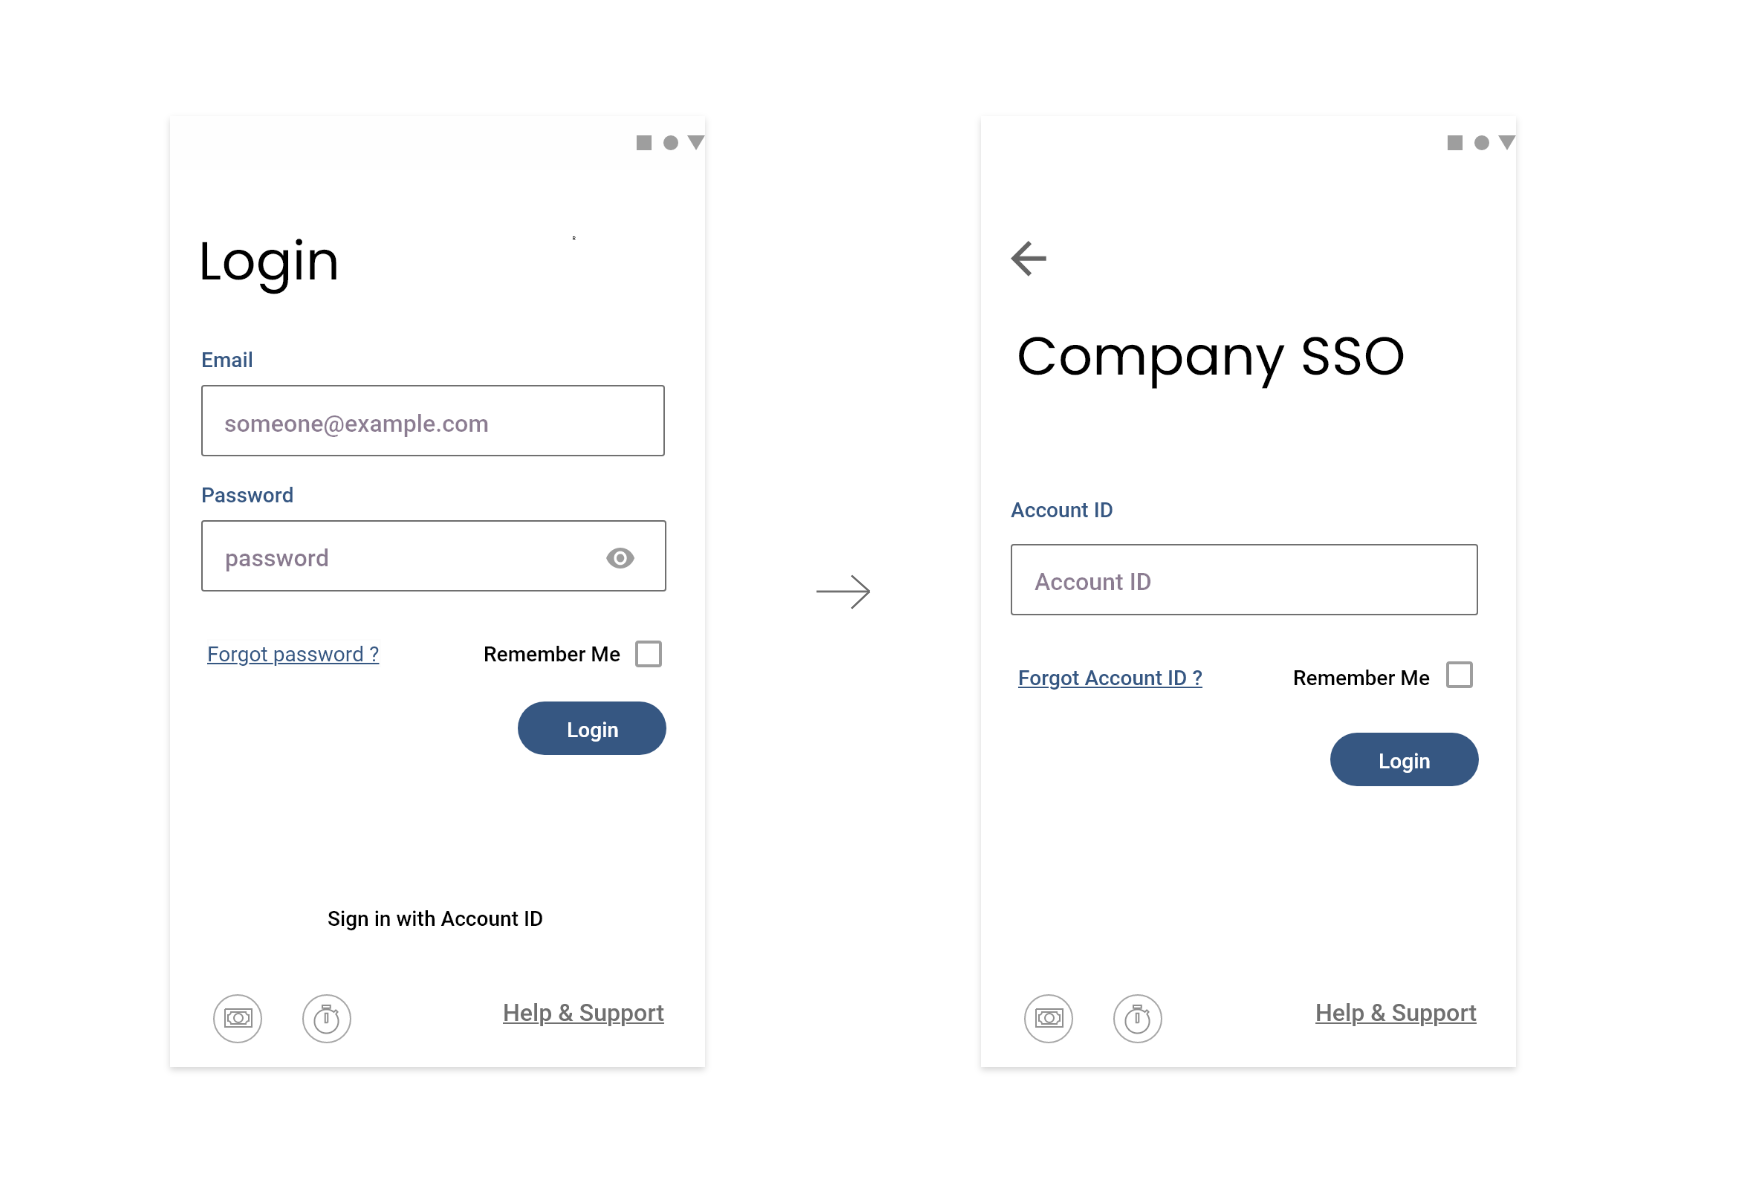 Login
Email
someone@example.com
Password
password
Forgot password ?
Remember Me
Login
Sign in with Account ID
Help & Support
Company SSO
Account ID
Account ID
Forgot Account ID ?
Remember Me
Login
Help & Support